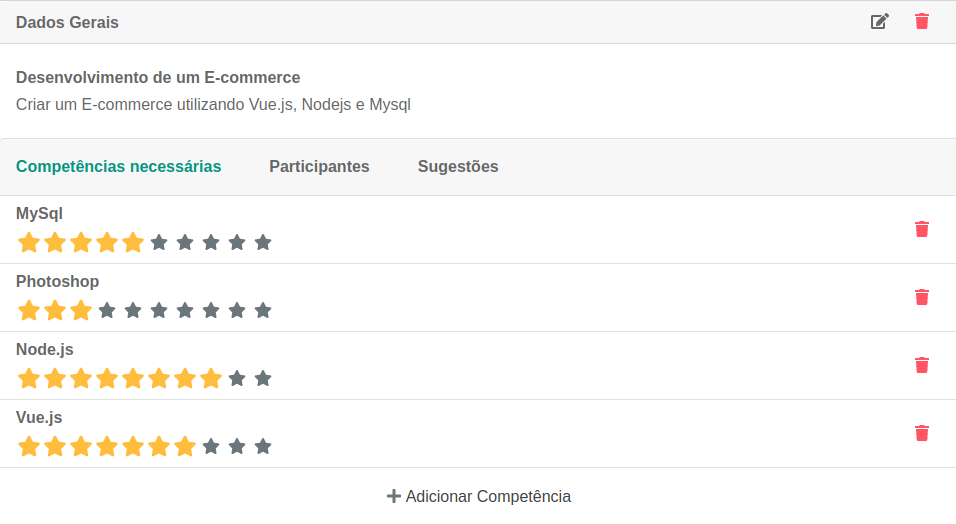 Dados Gerais
Desenvolvimento de um E-commerce
Criar um E-commerce utilizando Vue.js, Nodejs e Mysql
Competências necessárias Participantes Sugestões
MySql
Photoshop
Node.js
Vue.js
Adicionar Competência